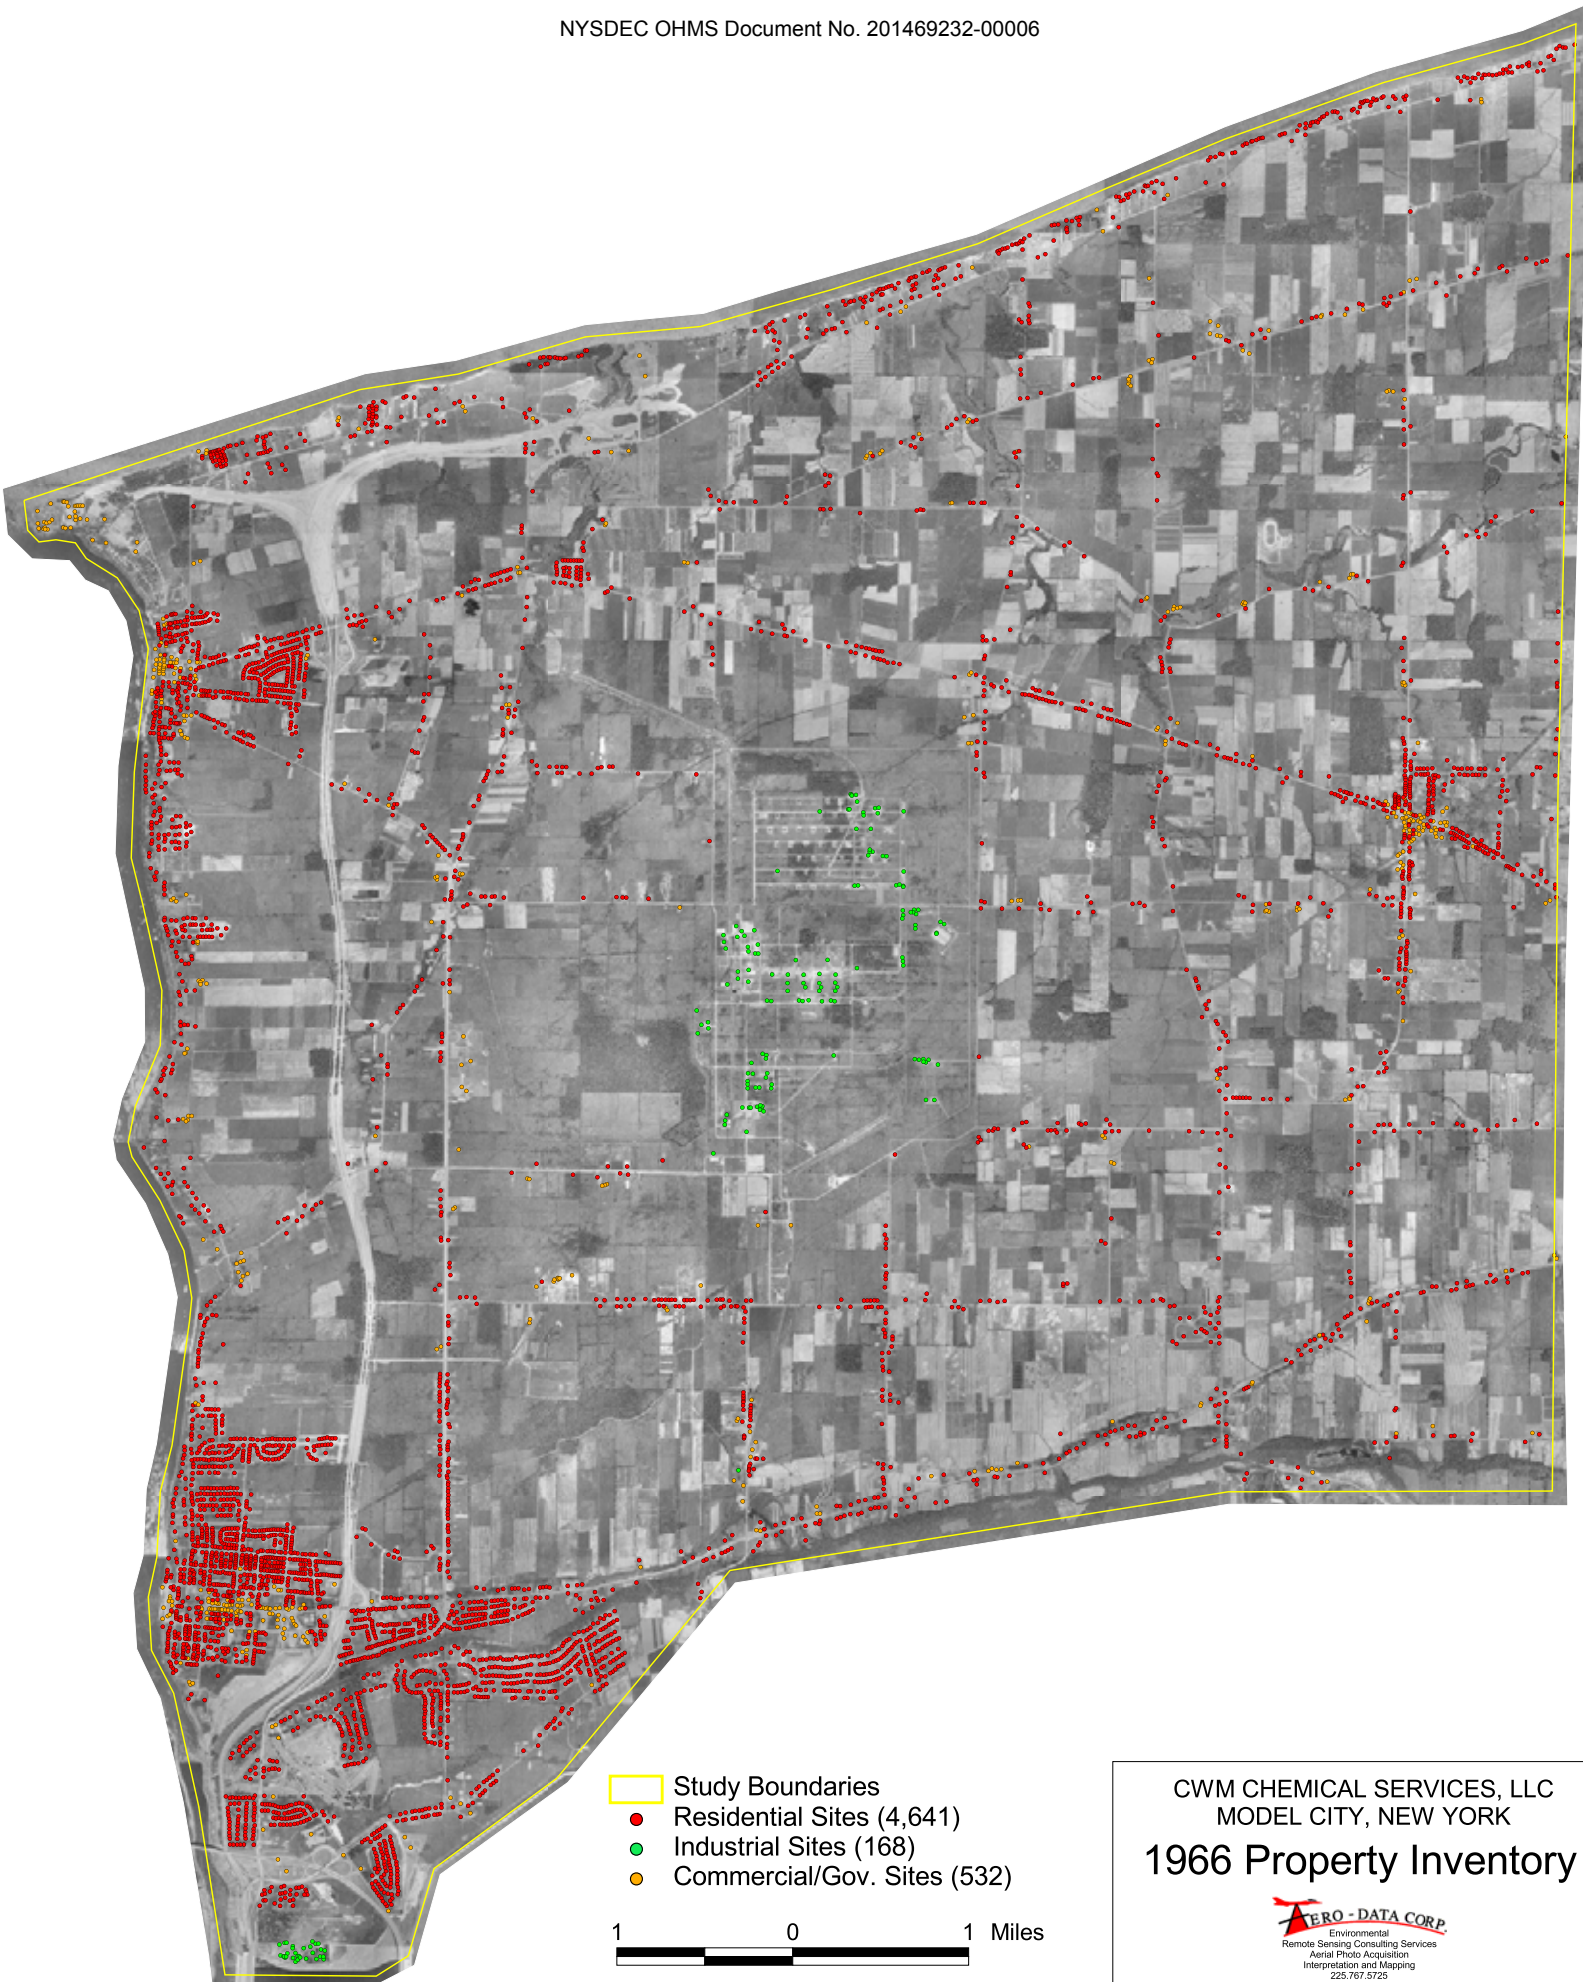 NYSDEC OHMS Document No. 201469232-00006
Study Boundaries
Residential Sites (4,641)
Industrial Sites (168)
Commercial/Gov. Sites (532)
1 0 1 Miles
CWM CHEMICAL SERVICES, LLC
MODEL CITY, NEW YORK
1966 Property Inventory
AERO-DATA CORP.
Environmental
Remote Sensing Consulting Services
Aerial Photo Acquisition
Interpretation and Mapping
225.767.5725